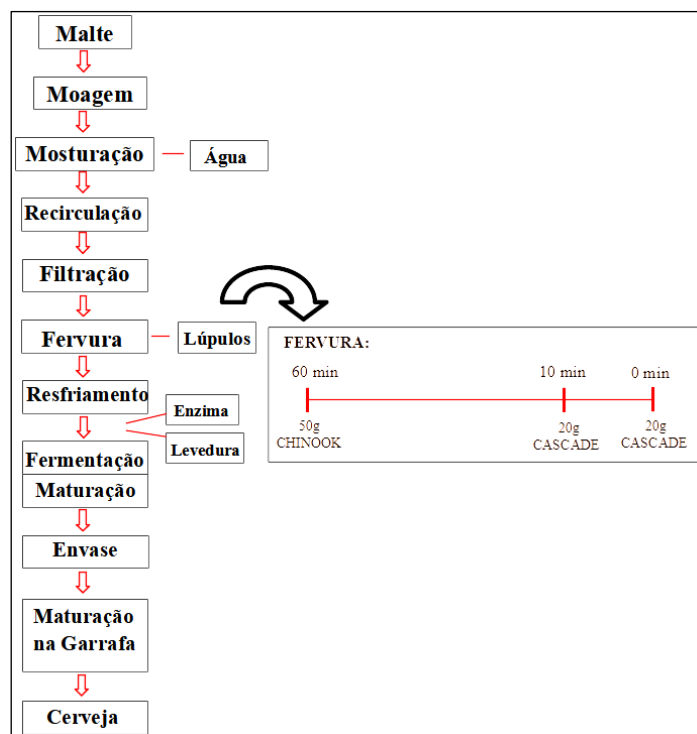 Malte
Moagem
Mosturação
Água
Recirculação
Filtração
Fervura
Lúpulos
FERVURA:
60 min
10 min
0 min
50g
CHINOOK
20g
CASCADE
20g
CASCADE
Resfriamento
Enzima
Levedura
Fermentação
Maturação
Envase
Maturação
na Garrafa
Cerveja